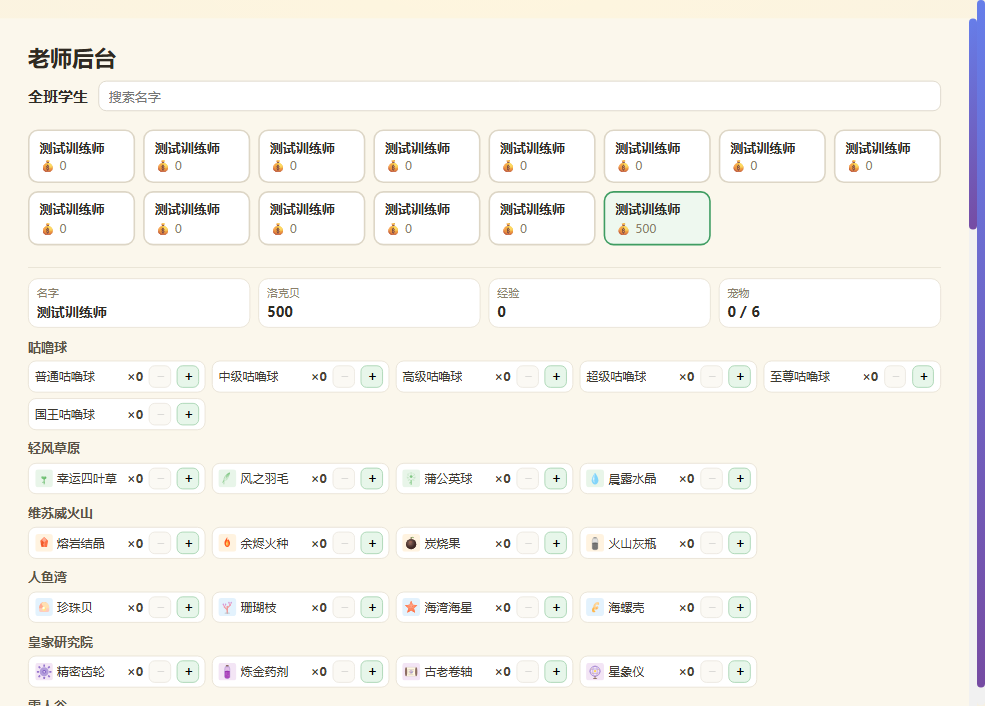 老师后台
全班学生 搜索名字
测试训练师 测试训练师 测试训练师 测试训练师 测试训练师 测试训练师 测试训练师 测试训练师
0 0 0 0 0 0 0 0
测试训练师 测试训练师 测试训练师 测试训练师 测试训练师 测试训练师
0 0 0 0 0 500
名字 洛克贝 经验 宠物
测试训练师 500 0 0 / 6
咕噜球
普通咕噜球 ×0 − + 中级咕噜球 ×0 − + 高级咕噜球 ×0 − + 超级咕噜球 ×0 − + 至尊咕噜球 ×0 − +
国王咕噜球 ×0 − +
轻风草原
幸运四叶草 ×0 − + 风之羽毛 ×0 − + 蒲公英球 ×0 − + 晨露水晶 ×0 − +
维苏威火山
熔岩结晶 ×0 − + 余烬火种 ×0 − + 炭烧果 ×0 − + 火山灰瓶 ×0 − +
人鱼湾
珍珠贝 ×0 − + 珊瑚枝 ×0 − + 海湾海星 ×0 − + 海螺壳 ×0 − +
皇家研究院
精密齿轮 ×0 − + 炼金药剂 ×0 − + 古老卷轴 ×0 − + 星象仪 ×0 − +